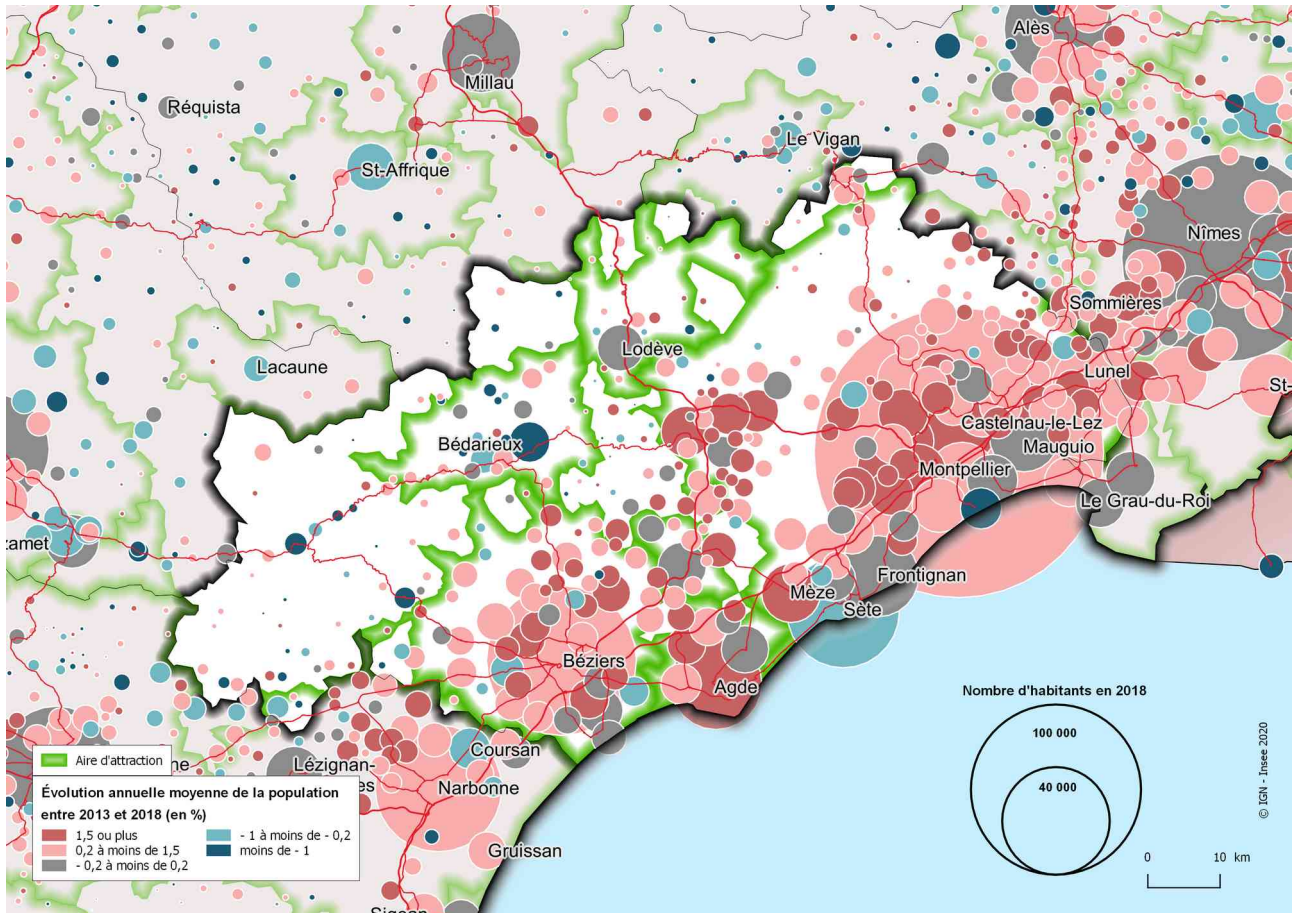 Alès
Millau
Réquista
Le Vigan
St-Affrique
Nîmes
Sommières
Lodève
Lacaune
Lunel
St-
Castelnau-le-Lez
Bédarieux
Mauguio
Montpellier
Le Grau-du-Roi
zamet
Frontignan
Mèze
Sète
Béziers
Agde
Nombre d'habitants en 2018
100 000
40 000
Coursan
Aire d'attraction
ne
Lézignan-
es
Narbonne
Évolution annuelle moyenne de la population
entre 2013 et 2018 (en %)
1,5 ou plus
- 1 à moins de - 0,2
0,2 à moins de 1,5
moins de - 1
- 0,2 à moins de 0,2
Gruissan
0 10 km
© IGN - Insee 2020
Sigean